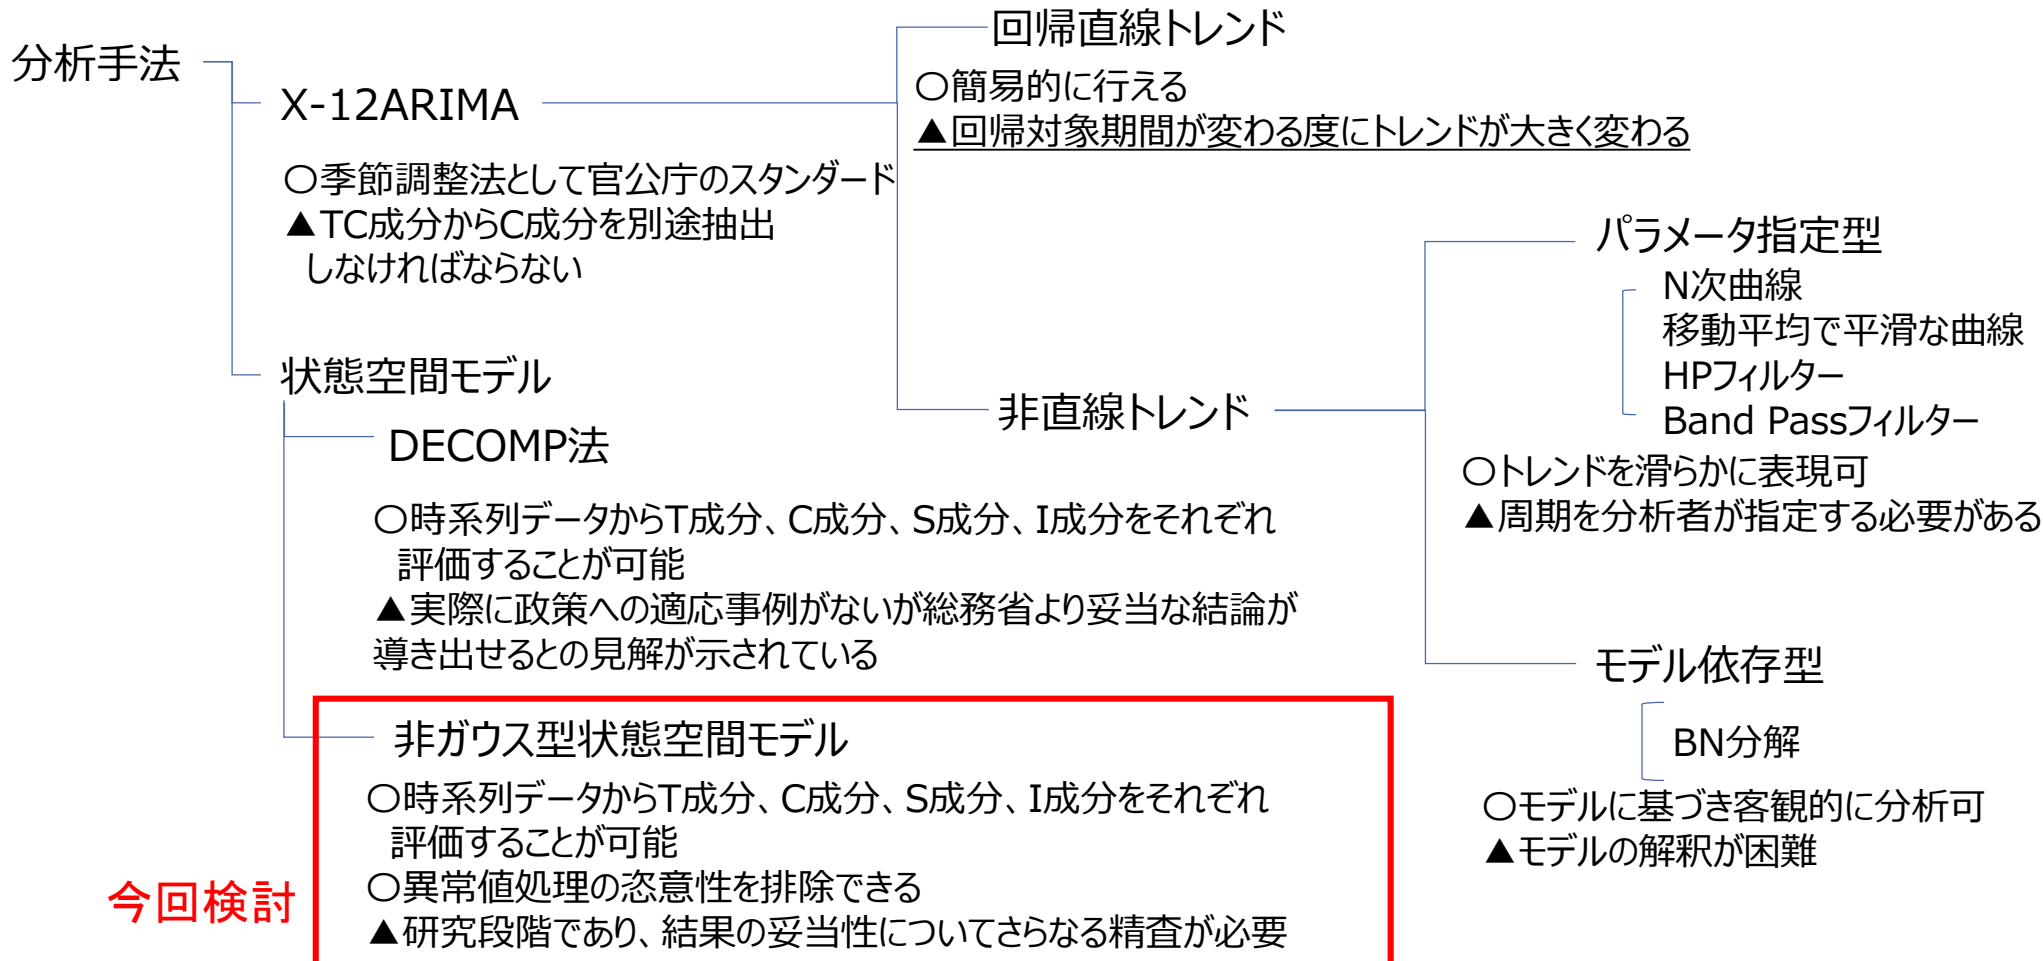 分析手法
X-12ARIMA
〇季節調整法として官公庁のスタンダード
▲TC成分からC成分を別途抽出
しなければならない
回帰直線トレンド
〇簡易的に行える
▲回帰対象期間が変わる度にトレンドが大きく変わる
非直線トレンド
パラメータ指定型
N次曲線
移動平均で平滑な曲線
HPフィルター
Band Passフィルター
〇トレンドを滑らかに表現可
▲周期を分析者が指定する必要がある
モデル依存型
BN分解
〇モデルに基づき客観的に分析可
▲モデルの解釈が困難
状態空間モデル
DECOMP法
〇時系列データからT成分、C成分、S成分、I成分をそれぞれ
評価することが可能
▲実際に政策への適応事例がないが総務省より妥当な結論が
導き出せるとの見解が示されている
今回検討
非ガウス型状態空間モデル
〇時系列データからT成分、C成分、S成分、I成分をそれぞれ
評価することが可能
〇異常値処理の恣意性を排除できる
▲研究段階であり、結果の妥当性についてさらなる精査が必要